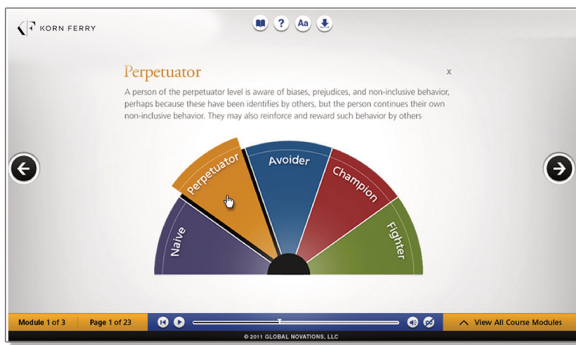 KORN FERRY
? Aa
Perpetuator
x
A person of the perpetuator level is aware of biases, prejudices, and non-inclusive behavior,
perhaps because these have been identifies by others, but the person continues their own
non-inclusive behavior. They may also reinforce and reward such behavior by others
Naive
Perpetuator
Avoider
Champion
Fighter
Module 1 of 3
Page 1 of 23
View All Course Modules
© 2011 GLOBAL NOVATIONS, LLC